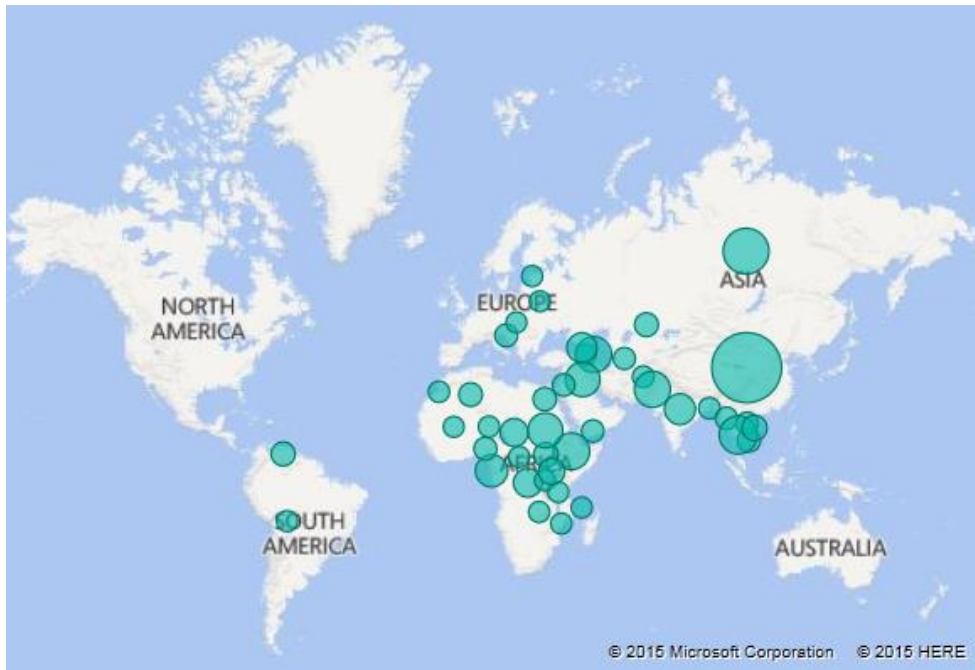 ASIA
EUROPE
NORTH
AMERICA
AFRICA
SOUTH
AMERICA
AUSTRALIA
© 2015 Microsoft Corporation © 2015 HERE